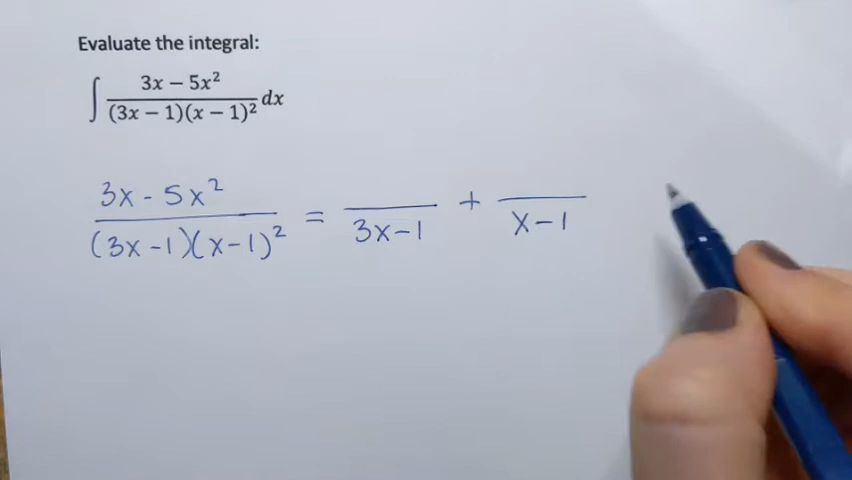 Evaluate the integral:
∫ (3x − 5x²)/((3x − 1)(x − 1)²) dx
(3x - 5x²)/((3x - 1)(x - 1)²) = /(3x - 1) + /(x - 1)